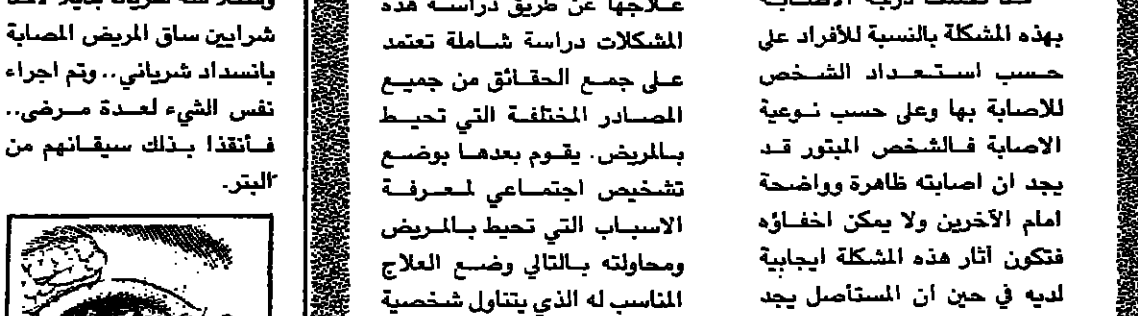 بهذه المشكلة بالنسبة للأفراد على
حسب استعداد الشخص
للاصابة بها وعلى حسب نوعية
الاصابة فالشخص المبتور قد
يجد ان اصابته ظاهرة وواضحة
امام الآخرين ولا يمكن اخفاؤه
فتكون آثار هذه المشكلة ايجابية
لديه في حين ان المستأصل يجد
علاجها عن طريق دراسة هذه
المشكلات دراسة شاملة تعتمد
على جمع الحقائق من جميع
المصادر المختلفة التي تحيط
بالمريض. يقوم بعدها بوضع
تشخيص اجتماعي لمعرفة
الاسباب التي تحيط بالمريض
ومحاولته بالتالي وضع العلاج
المناسب له الذي يتناول شخصية
شرايين ساق المريض المصابة
بانسداد شرياني.. وتم اجراء
نفس الشيء لعدة مرضى..
فأنقذا بذلك سيقانهم من
البتر.